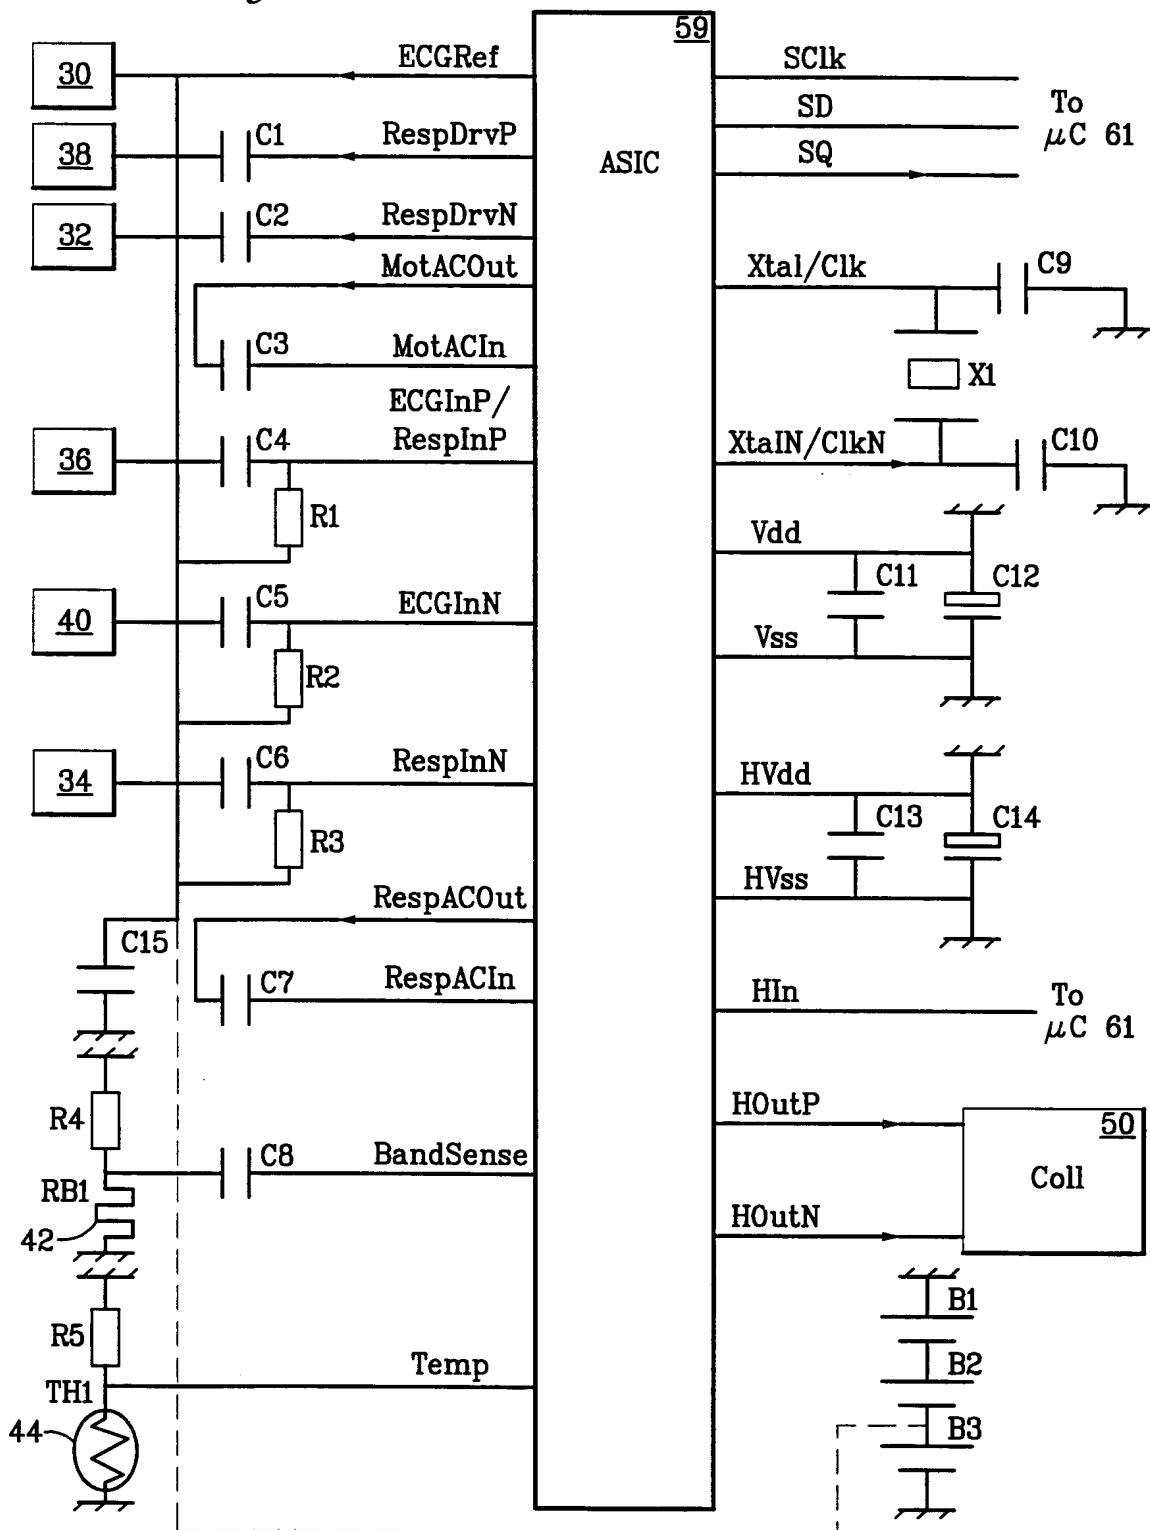 59
ASIC
30
ECGRef
38
C1
RespDrvP
32
C2
RespDrvN
MotACOut
C3
MotACIn
ECGInP/
RespInP
36
C4
R1
40
C5
ECGInN
R2
34
C6
RespInN
R3
RespACOut
C15
C7
RespACIn
R4
C8
BandSense
RB1
42
R5
Temp
TH1
44
SClk
SD
SQ
To
μC 61
Xtal/Clk
C9
X1
XtalN/ClkN
C10
Vdd
C11
C12
Vss
HVdd
C13
C14
HVss
HIn
To
μC 61
HOutP
50
Coll
HOutN
B1
B2
B3